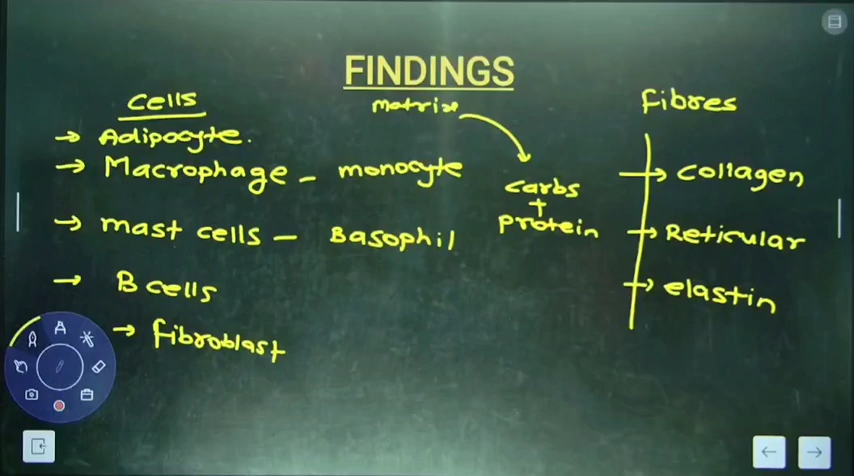 FINDINGS
Cells
→ Adipocyte.
→ Macrophage - monocyte
→ mast cells - Basophil
→ B cells
→ fibroblast
matrix
carbs
+
protein
fibres
→ collagen
→ Reticular
→ elastin